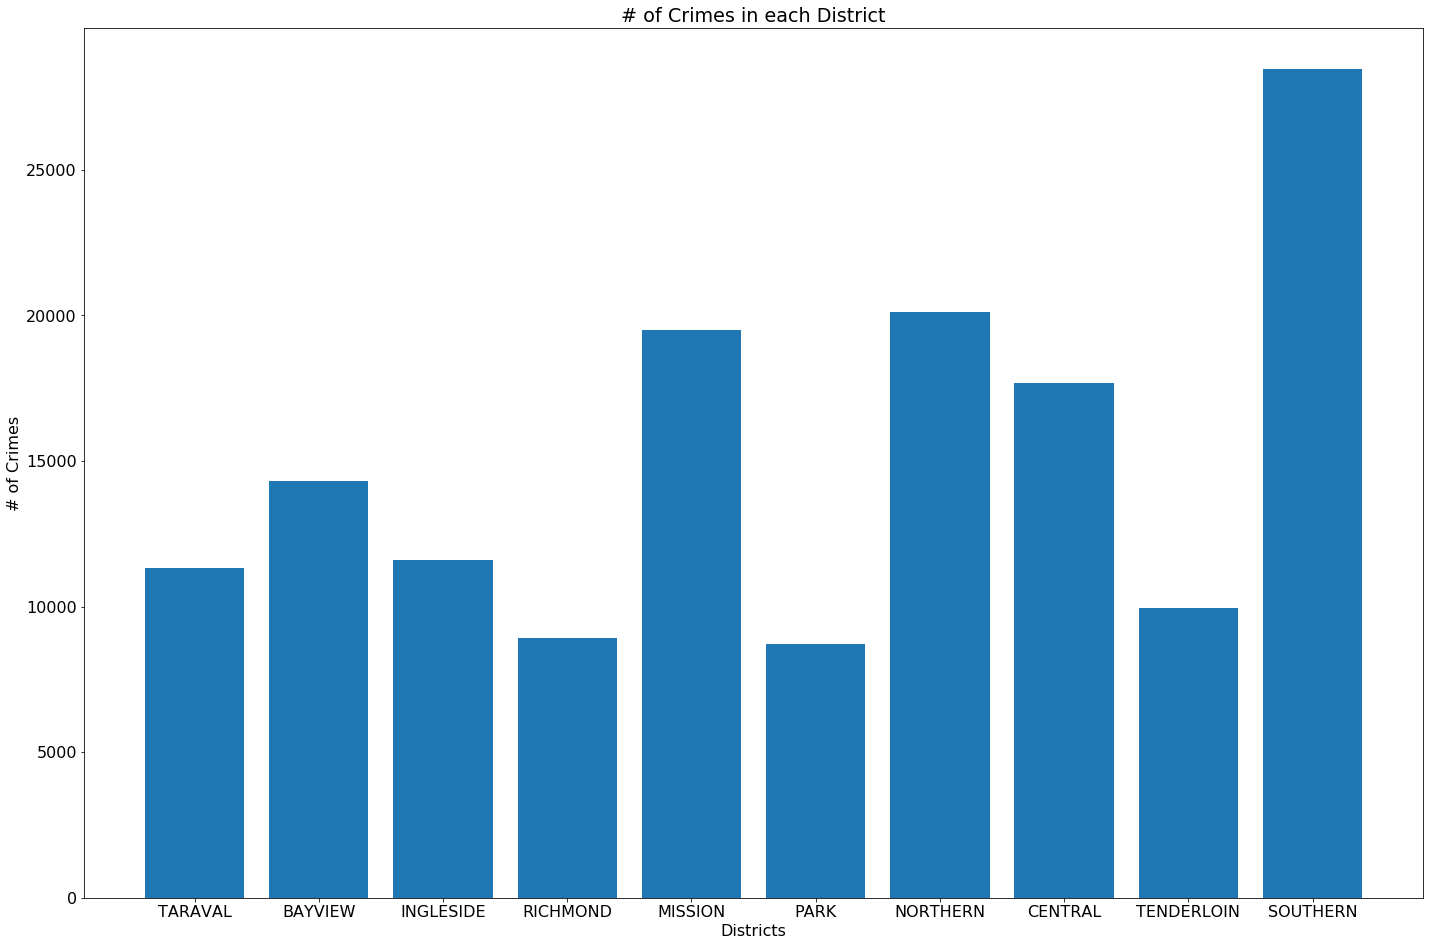 # of Crimes in each District
# of Crimes
25000
20000
15000
10000
5000
0
TARAVAL BAYVIEW INGLESIDE RICHMOND MISSION PARK NORTHERN CENTRAL TENDERLOIN SOUTHERN
Districts